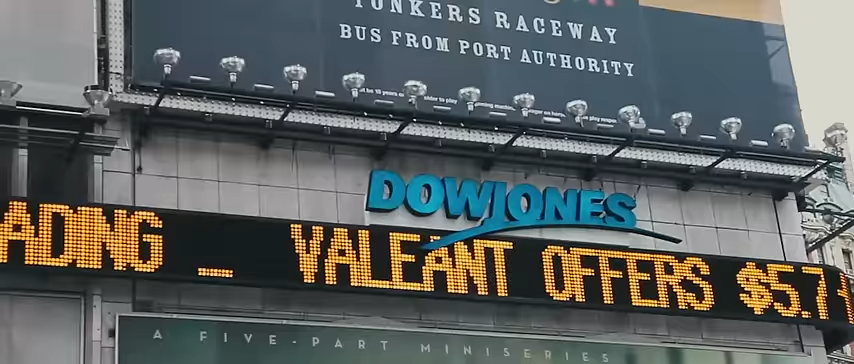 YONKERS RACEWAY
BUS FROM PORT AUTHORITY
DOWJONES
ADING _ VALEANT OFFERS $5.7
A FIVE-PART MINISERIES